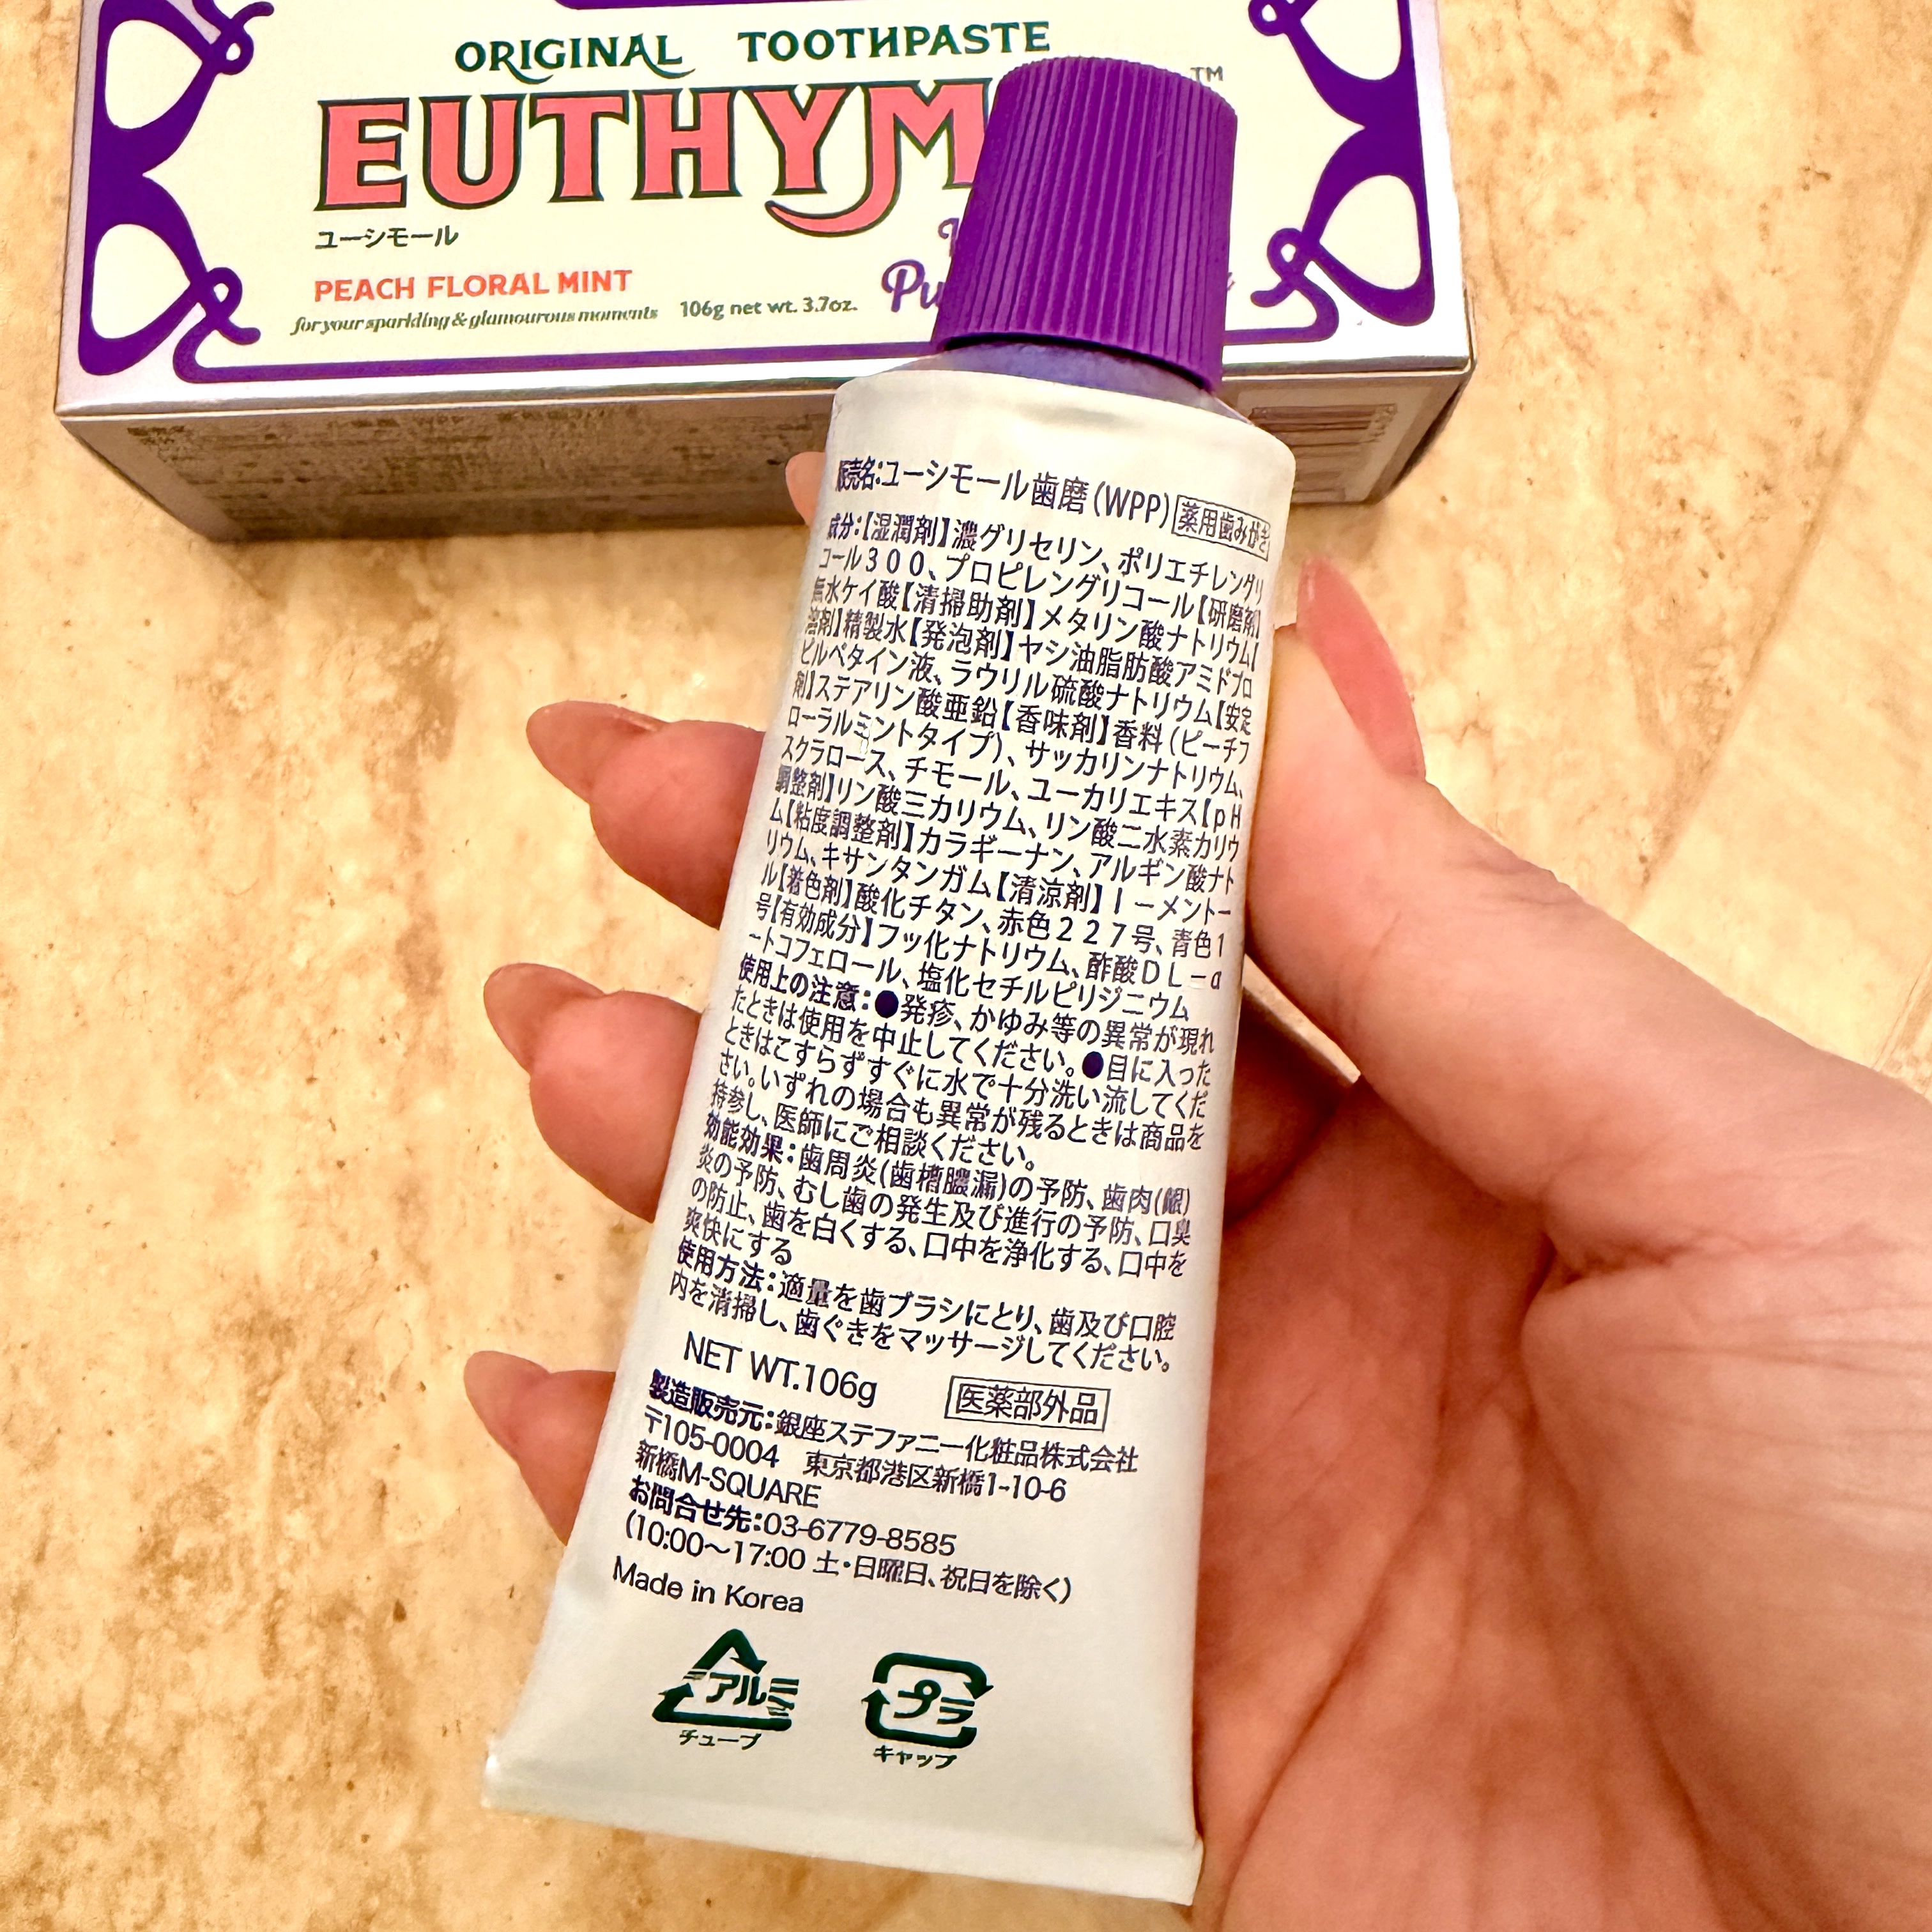 ORIGINAL TOOTHPASTE
EUTHYM
TM
ユーシモール
PEACH FLORAL MINT
for your sparkling & glamourous moments 106g net wt. 3.7oz.
Pu
販売名:ユーシモール歯磨(WPP) 薬用歯みがき
成分:【湿潤剤】濃グリセリン、ポリエチレングリ
コール300、プロピレングリコール【研磨剤】
無水ケイ酸【清掃助剤】メタリン酸ナトリウム【
溶剤】精製水【発泡剤】ヤシ油脂肪酸アミドプロ
ピルベタイン液、ラウリル硫酸ナトリウム【安定
剤】ステアリン酸亜鉛【香味剤】香料(ピーチフ
ローラルミントタイプ)、サッカリンナトリウム、
スクラロース、チモール、ユーカリエキス【pH
調整剤】リン酸三カリウム、リン酸二水素カリウ
ム【粘度調整剤】カラギーナン、アルギン酸ナト
リウム、キサンタンガム【清涼剤】l-メントー
ル【着色剤】酸化チタン、赤色227号、青色1
号【有効成分】フッ化ナトリウム、酢酸DL-α
-トコフェロール、塩化セチルピリジニウム
使用上の注意:●発疹、かゆみ等の異常が現れ
たときは使用を中止してください。●目に入った
ときはこすらずすぐに水で十分洗い流してくだ
さい。いずれの場合も異常が残るときは商品を
持参し、医師にご相談ください。
効能効果:歯周炎(歯槽膿漏)の予防、歯肉(齦)
炎の予防、むし歯の発生及び進行の予防、口臭
の防止、歯を白くする、口中を浄化する、口中を
爽快にする
使用方法:適量を歯ブラシにとり、歯及び口腔
内を清掃し、歯ぐきをマッサージしてください。
NET WT.106g 医薬部外品
製造販売元:銀座ステファニー化粧品株式会社
〒105-0004 東京都港区新橋1-10-6
新橋M-SQUARE
お問合せ先:03-6779-8585
(10:00～17:00 土・日曜日、祝日を除く)
Made in Korea
アルミ プラ
チューブ キャップ